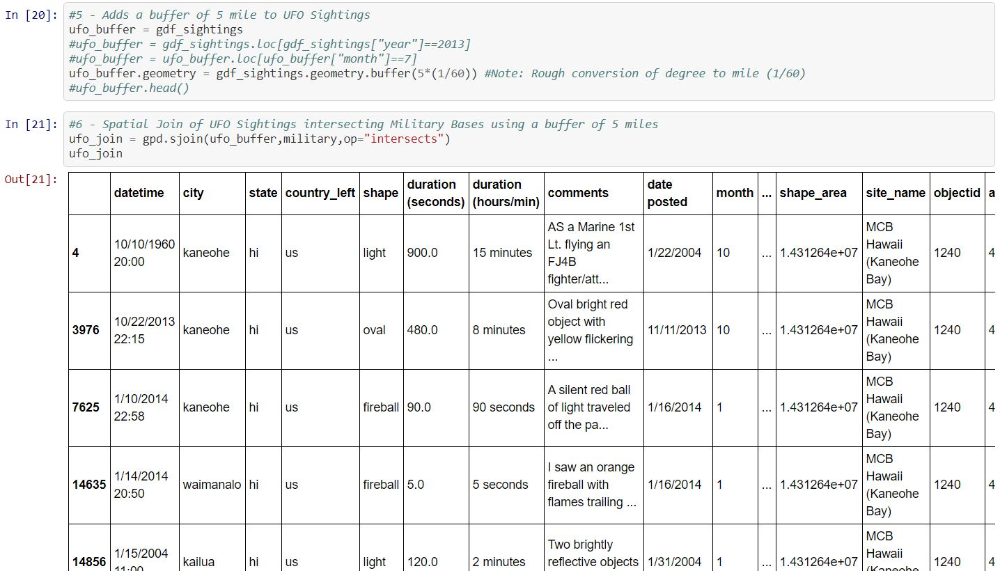 In [20]:
#5 - Adds a buffer of 5 mile to UFO Sightings
ufo_buffer = gdf_sightings
#ufo_buffer = gdf_sightings.loc[gdf_sightings["year"]==2013]
#ufo_buffer = ufo_buffer.loc[ufo_buffer["month"]==7]
ufo_buffer.geometry = gdf_sightings.geometry.buffer(5*(1/60)) #Note: Rough conversion of degree to mile (1/60)
#ufo_buffer.head()
In [21]:
#6 - Spatial Join of UFO Sightings intersecting Military Bases using a buffer of 5 miles
ufo_join = gpd.sjoin(ufo_buffer,military,op="intersects")
ufo_join
Out[21]:
datetime city state country_left shape duration (seconds) duration (hours/min) comments date posted month ... shape_area site_name objectid a
4 10/10/1960 20:00 kaneohe hi us light 900.0 15 minutes AS a Marine 1st Lt. flying an FJ4B fighter/att... 1/22/2004 10 ... 1.431264e+07 MCB Hawaii (Kaneohe Bay) 1240 4
3976 10/22/2013 22:15 kaneohe hi us oval 480.0 8 minutes Oval bright red object with yellow flickering ... 11/11/2013 10 ... 1.431264e+07 MCB Hawaii (Kaneohe Bay) 1240 4
7625 1/10/2014 22:58 kaneohe hi us fireball 90.0 90 seconds A silent red ball of light traveled off the pa... 1/16/2014 1 ... 1.431264e+07 MCB Hawaii (Kaneohe Bay) 1240 4
14635 1/14/2014 20:50 waimanalo hi us fireball 5.0 5 seconds I saw an orange fireball with flames trailing ... 1/16/2014 1 ... 1.431264e+07 MCB Hawaii (Kaneohe Bay) 1240 4
14856 1/15/2004 11:00 kailua hi us light 120.0 2 minutes Two brightly reflective objects 1/31/2004 1 ... 1.431264e+07 MCB Hawaii (Kaneohe 1240 4